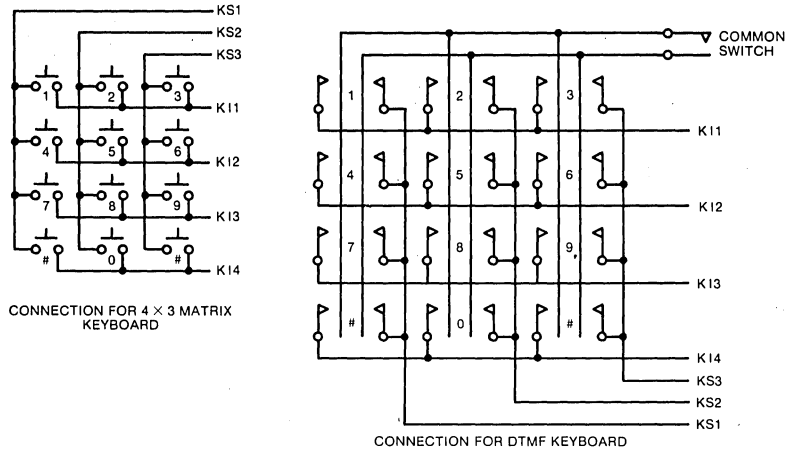 KS1
KS2
KS3
1 2 3
KI1
4 5 6
KI2
7 8 9
KI3
# 0 #
KI4
CONNECTION FOR 4 × 3 MATRIX
KEYBOARD
COMMON
SWITCH
1 2 3
KI1
4 5 6
KI2
7 8 9
KI3
# 0 #
KI4
KS3
KS2
KS1
CONNECTION FOR DTMF KEYBOARD